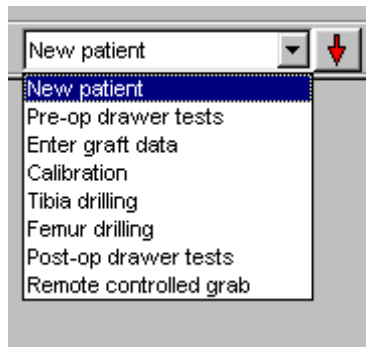 New patient
New patient
Pre-op drawer tests
Enter graft data
Calibration
Tibia drilling
Femur drilling
Post-op drawer tests
Remote controlled grab